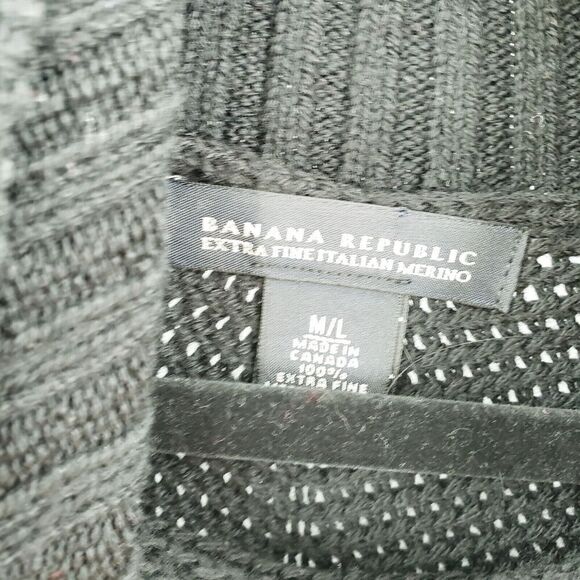 BANANA REPUBLIC
EXTRA FINE ITALIAN MERINO
M/L
MADE IN
CANADA
100%
EXTRA FINE